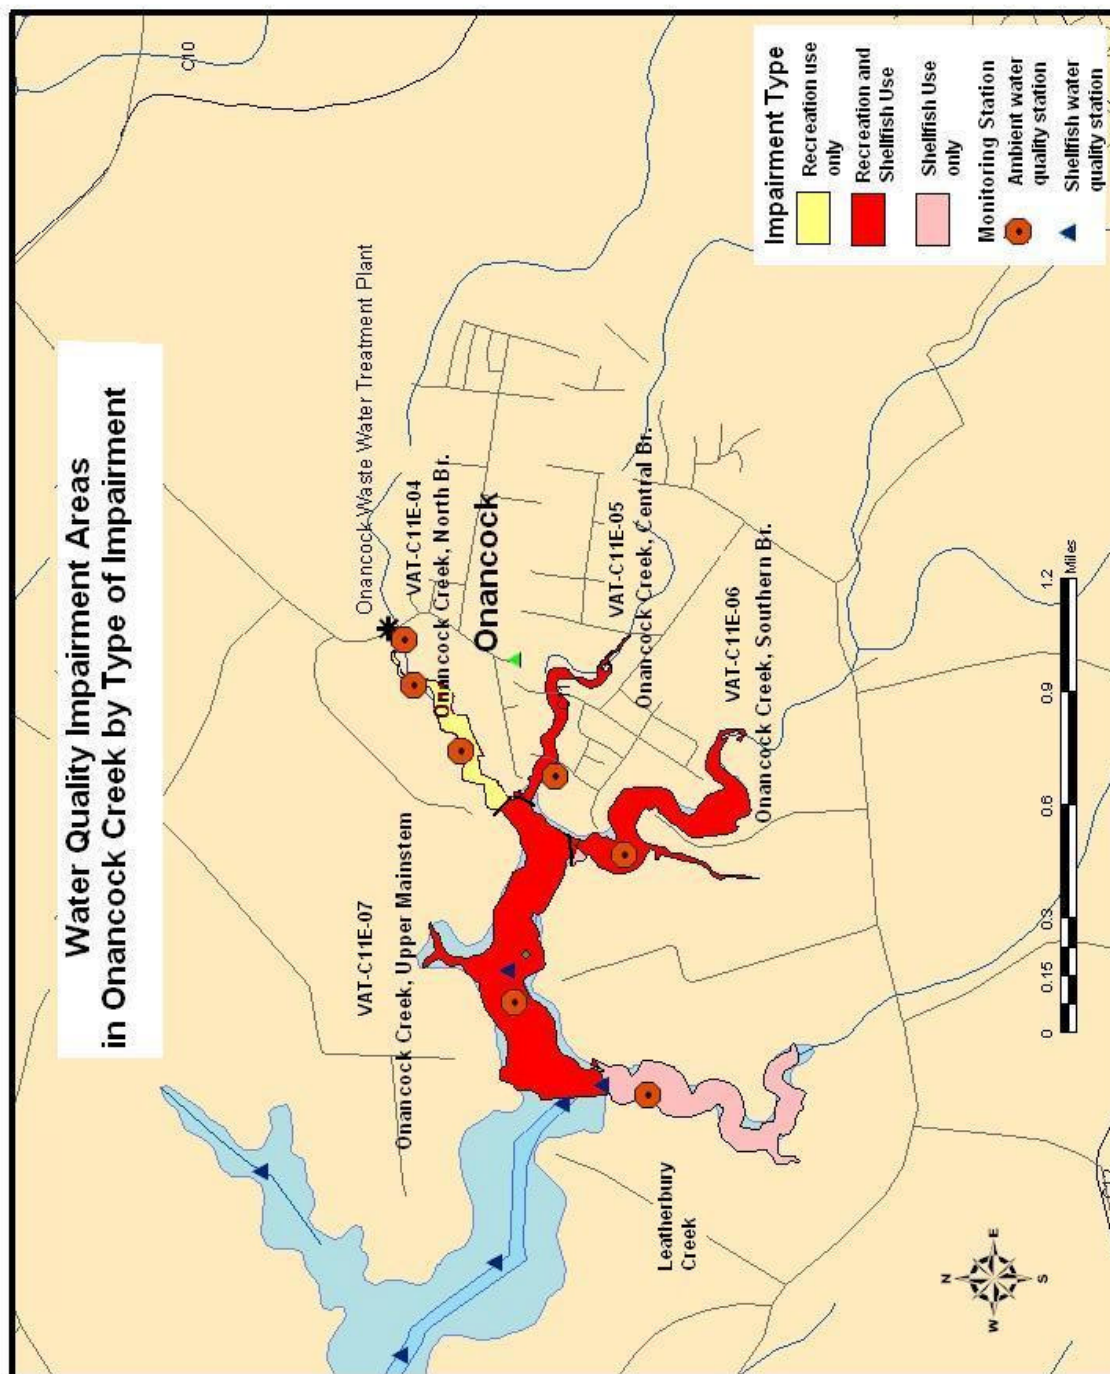 Water Quality Impairment Areas
in Onancock Creek by Type of Impairment
C10
Onancock Waste Water Treatment Plant
VAT-C11E-04
Onancock Creek, North Br.
Onancock
VAT-C11E-05
Onancock Creek, Central Br.
VAT-C11E-06
Onancock Creek, Southern Br.
VAT-C11E-07
Onancock Creek, Upper Mainstem
Leatherbury
Creek
Impairment Type
Recreation use
only
Recreation and
Shellfish Use
Shellfish Use
only
Monitoring Station
Ambient water
quality station
Shellfish water
quality station
0 0.15 0.3 0.6 0.9 1.2
Miles
N
W E
S